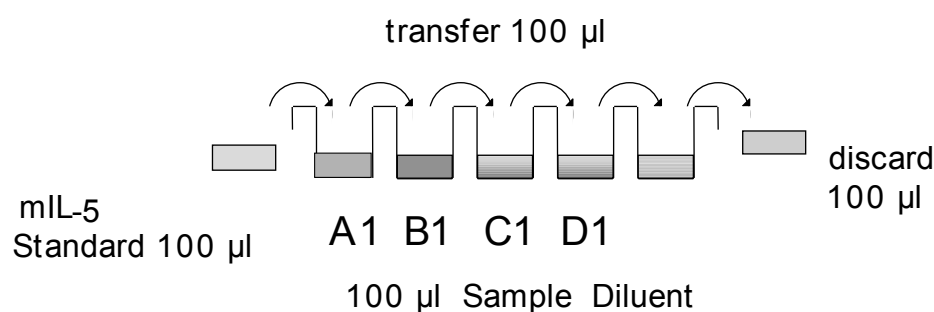 transfer 100 µl
discard
100 µl
mIL-5
Standard 100 µl
A1 B1 C1 D1
100 µl Sample Diluent